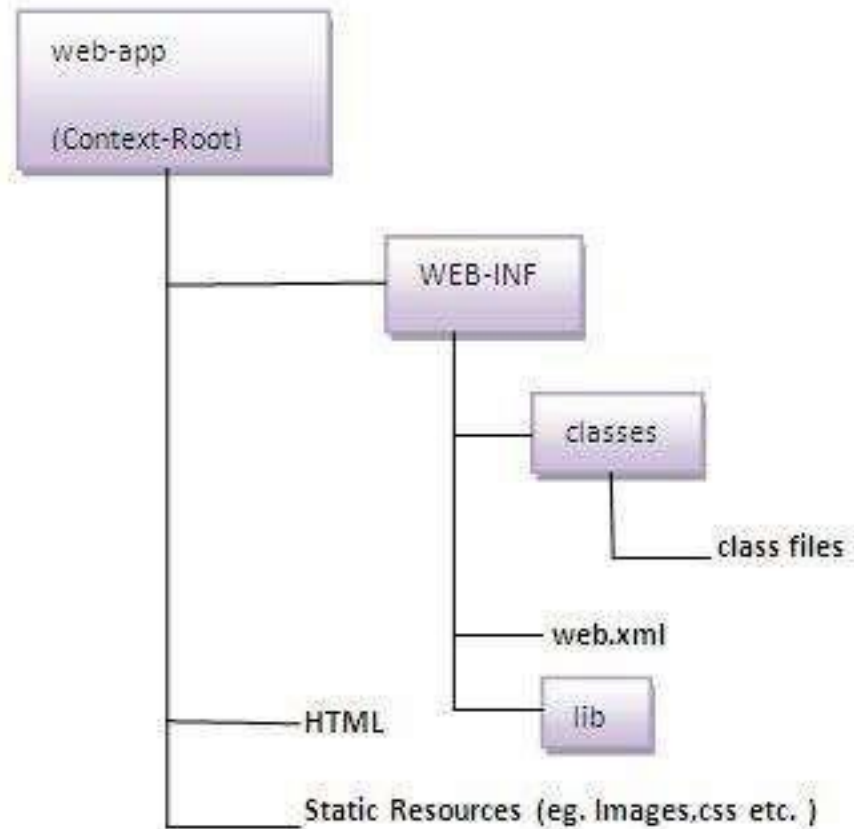 web-app
(Context-Root)
WEB-INF
classes
class files
web.xml
lib
HTML
Static Resources (eg. Images,css etc. )